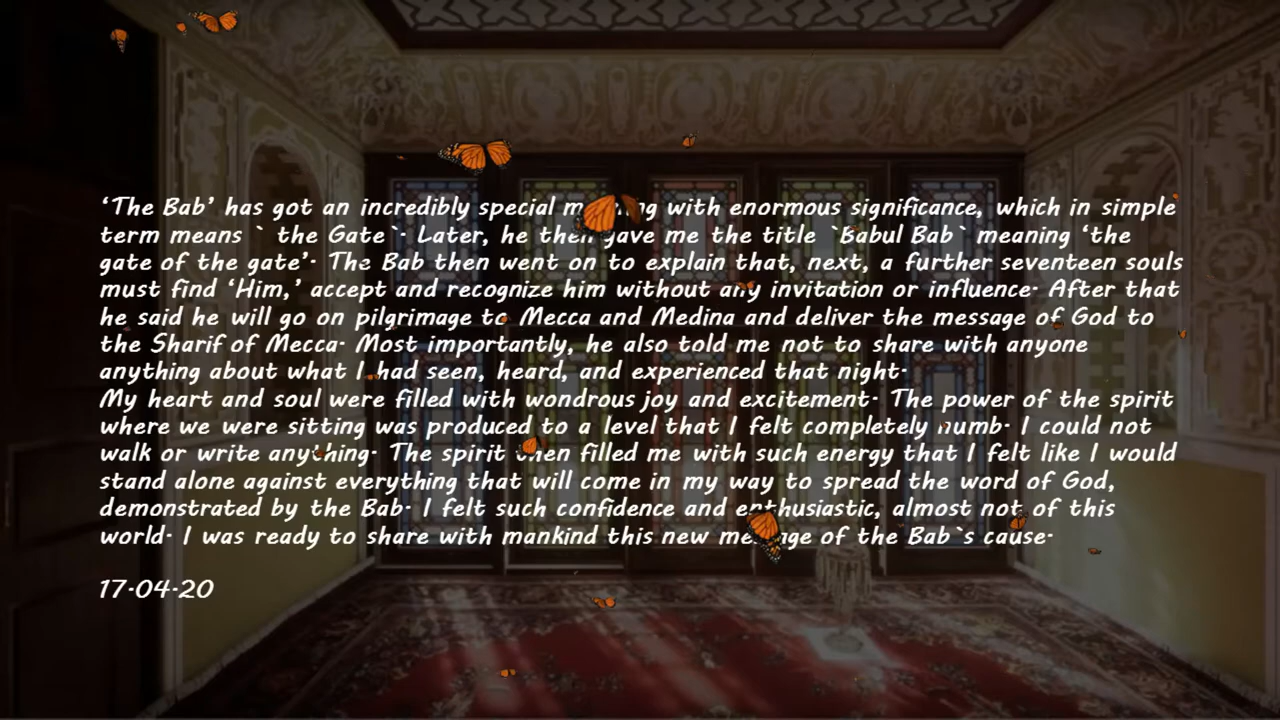 ‘The Bab’ has got an incredibly special with enormous significance, which in simple
term means ` the Gate`. Later, he then gave me the title `Babul Bab` meaning ‘the
gate of the gate’. The Bab then went on to explain that, next, a further seventeen souls
must find ‘Him,’ accept and recognize him without any invitation or influence. After that
he said he will go on pilgrimage to Mecca and Medina and deliver the message of God to
the Sharif of Mecca. Most importantly, he also told me not to share with anyone
anything about what I had seen, heard, and experienced that night.
My heart and soul were filled with wondrous joy and excitement. The power of the spirit
where we were sitting was produced to a level that I felt completely numb. I could not
walk or write anything. The spirit then filled me with such energy that I felt like I would
stand alone against everything that will come in my way to spread the word of God,
demonstrated by the Bab. I felt such confidence and enthusiastic, almost not of this
world. I was ready to share with mankind this new message of the Bab`s cause.
17.04.20